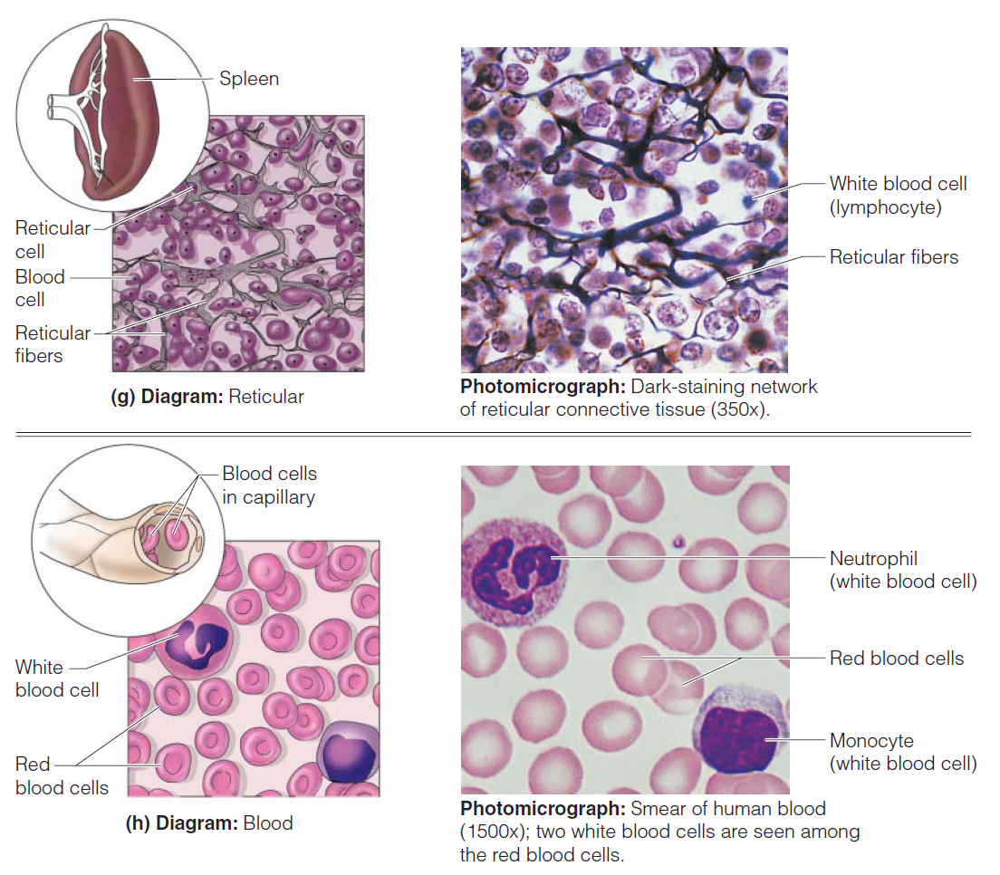 Spleen
Reticular
cell
Blood
cell
Reticular
fibers
(g) Diagram: Reticular
White blood cell
(lymphocyte)
Reticular fibers
Photomicrograph: Dark-staining network
of reticular connective tissue (350x).
Blood cells
in capillary
White
blood cell
Red
blood cells
(h) Diagram: Blood
Neutrophil
(white blood cell)
Red blood cells
Monocyte
(white blood cell)
Photomicrograph: Smear of human blood
(1500x); two white blood cells are seen among
the red blood cells.